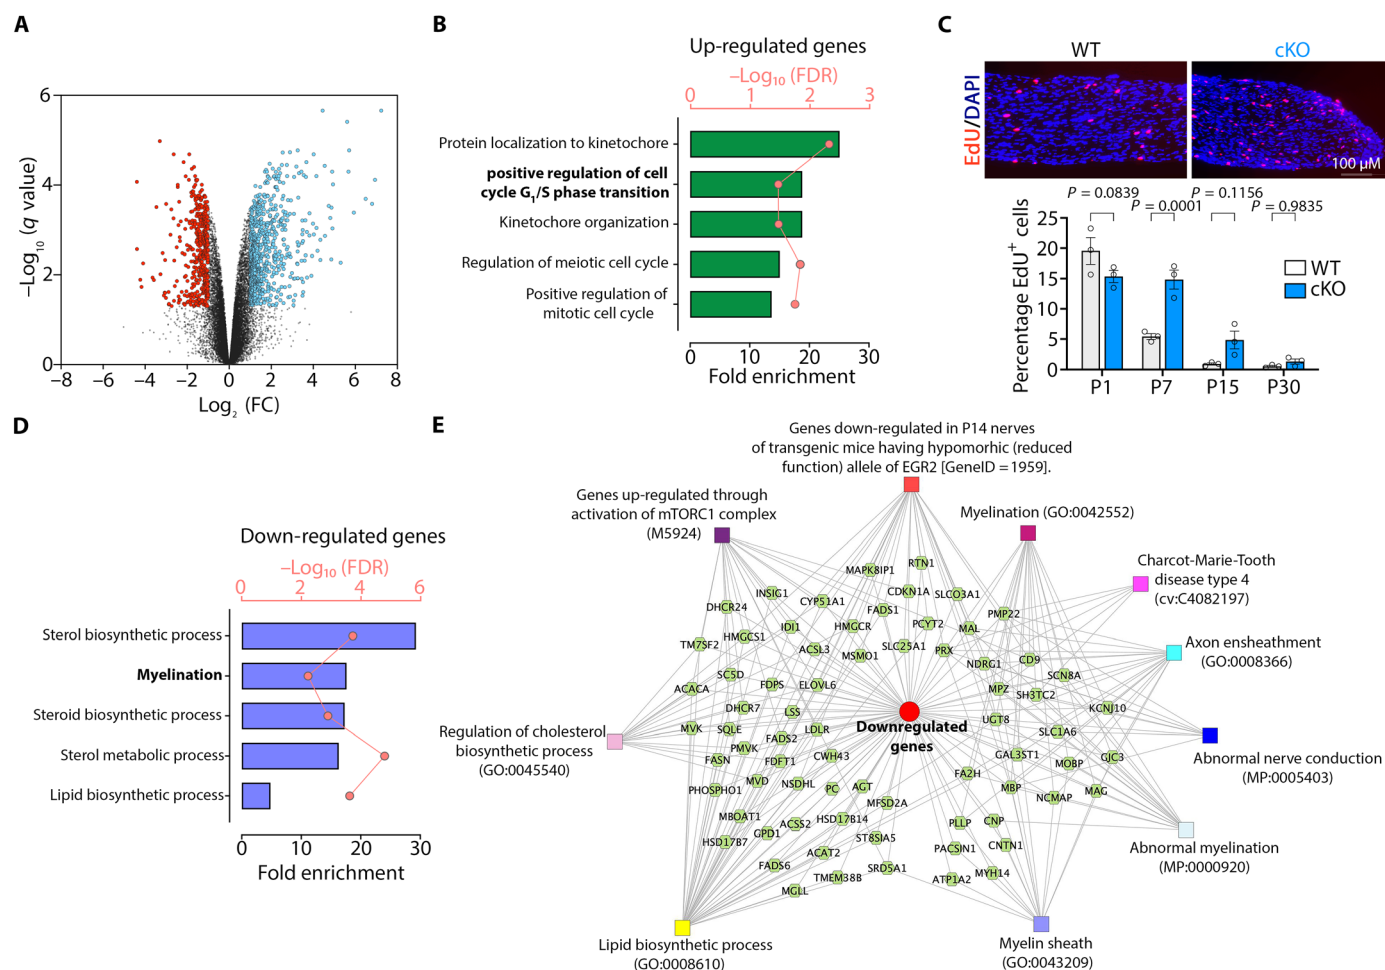 A
6
4
2
0
–Log10 (q value)
−8
−6
−4
−2
0
2
4
6
8
Log2 (FC)
B
Up-regulated genes
–Log10 (FDR)
0
1
2
3
Protein localization to kinetochore
positive regulation of cell
cycle G1/S phase transition
Kinetochore organization
Regulation of meiotic cell cycle
Positive regulation of
mitotic cell cycle
0
10
20
30
Fold enrichment
C
WT
cKO
EdU/DAPI
100 µM
P = 0.0839
P = 0.0001
P = 0.1156
P = 0.9835
Percentage EdU+ cells
25
20
15
10
5
0
WT
cKO
P1
P7
P15
P30
D
Down-regulated genes
–Log10 (FDR)
0
2
4
6
Sterol biosynthetic process
Myelination
Steroid biosynthetic process
Sterol metabolic process
Lipid biosynthetic process
0
10
20
30
Fold enrichment
E
Genes down-regulated in P14 nerves
of transgenic mice having hypomorhic (reduced
function) allele of EGR2 [GeneID = 1959].
Genes up-regulated through
activation of mTORC1 complex
(M5924)
Myelination (GO:0042552)
Charcot-Marie-Tooth
disease type 4
(cv:C4082197)
Axon ensheathment
(GO:0008366)
Abnormal nerve conduction
(MP:0005403)
Abnormal myelination
(MP:0000920)
Myelin sheath
(GO:0043209)
Lipid biosynthetic process
(GO:0008610)
Regulation of cholesterol
biosynthetic process
(GO:0045540)
Downregulated
genes
MAPK8IP1
RTN1
INSIG1
CYP51A1
CDKN1A
SLCO3A1
DHCR24
FADS1
PMP22
IDI1
HMGCR
PCYT2
MAL
TM7SF2
HMGCS1
ACSL3
MSMO1
SLC25A1
PRX
NDRG1
CD9
SCN8A
SC5D
ACACA
FDPS
ELOVL6
MPZ
SH3TC2
KCNJ10
DHCR7
LSS
UGT8
MVK
SQLE
LDLR
SLC1A6
FADS2
PMVK
FASN
FDFT1
CWH43
GAL3ST1
MOBP
GJC3
FA2H
MVD
NSDHL
PC
AGT
MBP
MAG
PHOSPHO1
NCMAP
MFSD2A
MBOAT1
ACSS2
HSD17B14
PLLP
CNP
GPD1
HSD17B7
ST8SIA5
PACSIN1
CNTN1
ACAT2
FADS6
SRD5A1
MYH14
TMEM38B
ATP1A2
MGLL